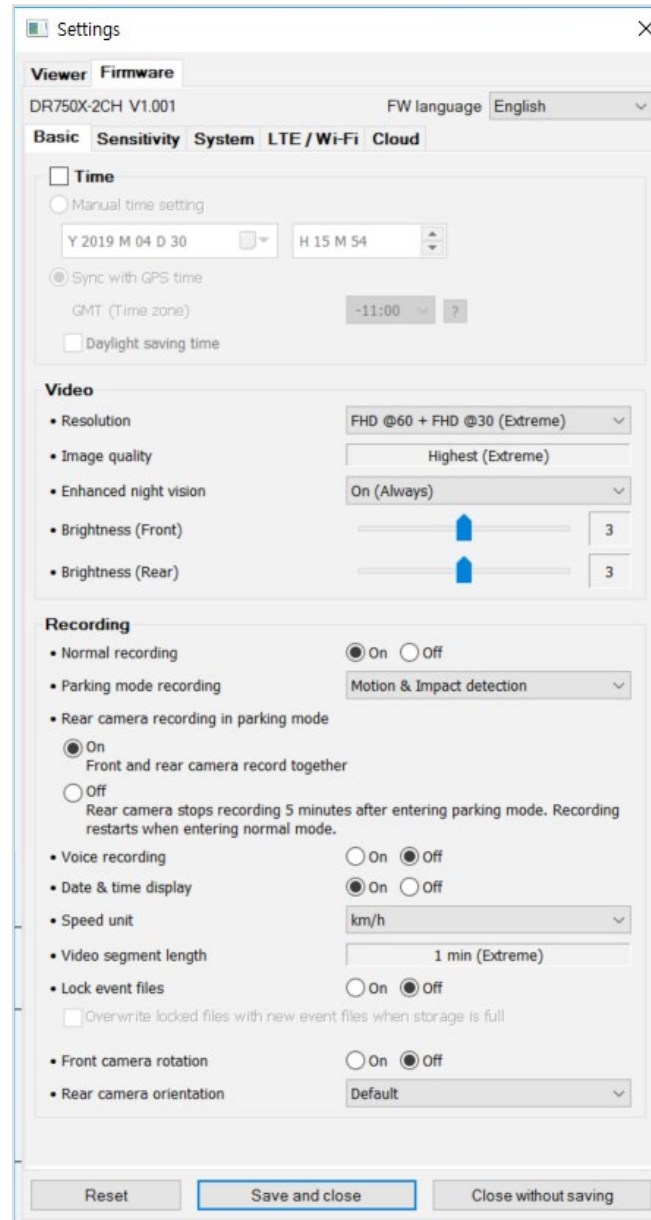 Settings
Viewer Firmware
DR750X-2CH V1.001 FW language English
Basic Sensitivity System LTE / Wi-Fi Cloud
Time
Manual time setting
Y 2019 M 04 D 30 H 15 M 54
Sync with GPS time
GMT (Time zone) -11:00 ?
Daylight saving time
Video
• Resolution FHD @60 + FHD @30 (Extreme)
• Image quality Highest (Extreme)
• Enhanced night vision On (Always)
• Brightness (Front) 3
• Brightness (Rear) 3
Recording
• Normal recording On Off
• Parking mode recording Motion & Impact detection
• Rear camera recording in parking mode
On
Front and rear camera record together
Off
Rear camera stops recording 5 minutes after entering parking mode. Recording
restarts when entering normal mode.
• Voice recording On Off
• Date & time display On Off
• Speed unit km/h
• Video segment length 1 min (Extreme)
• Lock event files On Off
Overwrite locked files with new event files when storage is full
• Front camera rotation On Off
• Rear camera orientation Default
Reset Save and close Close without saving